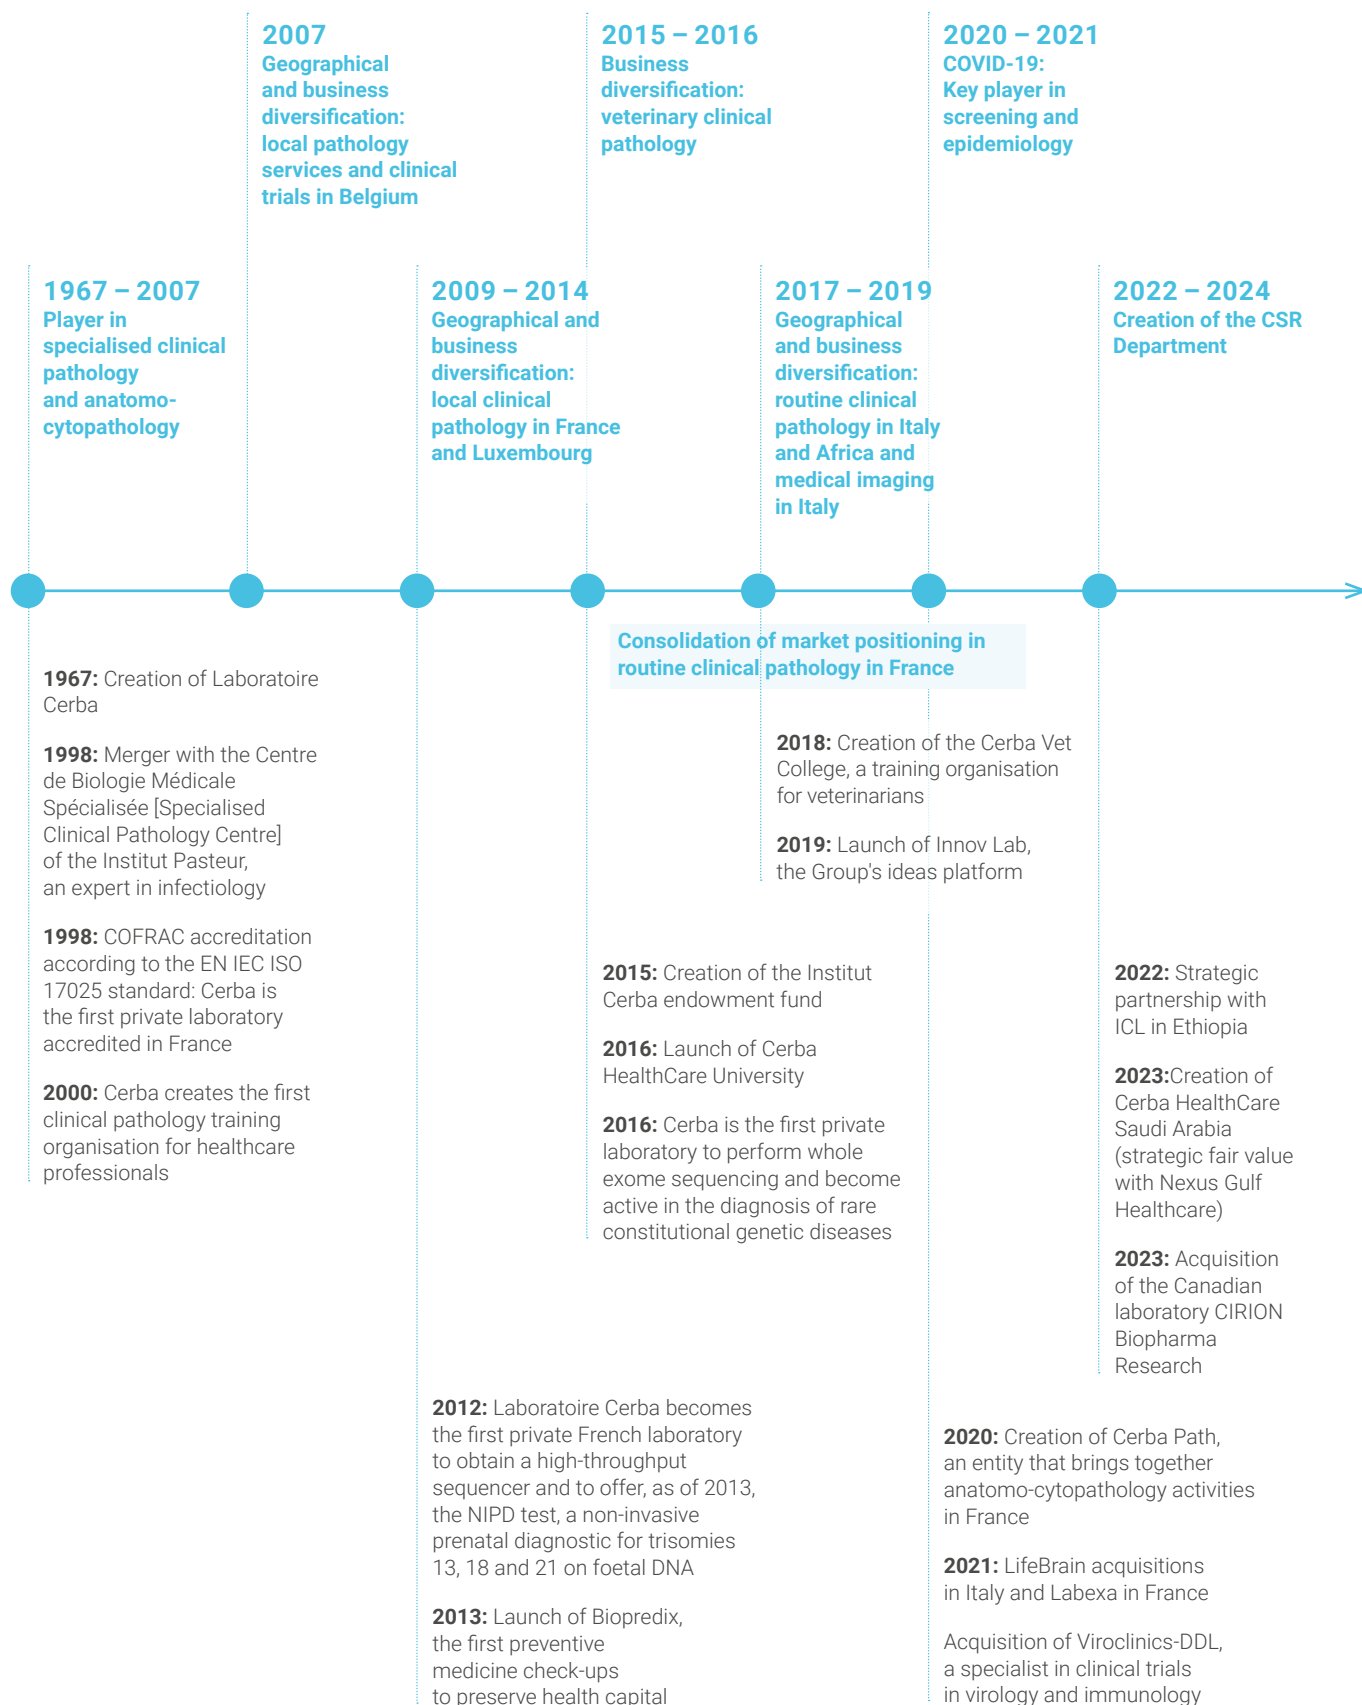 2007
Geographical
and business
diversification:
local pathology
services and clinical
trials in Belgium
2015 – 2016
Business
diversification:
veterinary clinical
pathology
2020 – 2021
COVID-19:
Key player in
screening and
epidemiology
1967 – 2007
Player in
specialised clinical
pathology
and anatomo-
cytopathology
2009 – 2014
Geographical and
business
diversification:
local clinical
pathology in France
and Luxembourg
2017 – 2019
Geographical
and business
diversification:
routine clinical
pathology in Italy
and Africa and
medical imaging
in Italy
2022 – 2024
Creation of the CSR
Department
Consolidation of market positioning in
routine clinical pathology in France
1967: Creation of Laboratoire
Cerba
1998: Merger with the Centre
de Biologie Médicale
Spécialisée [Specialised
Clinical Pathology Centre]
of the Institut Pasteur,
an expert in infectiology
1998: COFRAC accreditation
according to the EN IEC ISO
17025 standard: Cerba is
the first private laboratory
accredited in France
2000: Cerba creates the first
clinical pathology training
organisation for healthcare
professionals
2012: Laboratoire Cerba becomes
the first private French laboratory
to obtain a high-throughput
sequencer and to offer, as of 2013,
the NIPD test, a non-invasive
prenatal diagnostic for trisomies
13, 18 and 21 on foetal DNA
2013: Launch of Biopredix,
the first preventive
medicine check-ups
to preserve health capital
2015: Creation of the Institut
Cerba endowment fund
2016: Launch of Cerba
HealthCare University
2016: Cerba is the first private
laboratory to perform whole
exome sequencing and become
active in the diagnosis of rare
constitutional genetic diseases
2018: Creation of the Cerba Vet
College, a training organisation
for veterinarians
2019: Launch of Innov Lab,
the Group's ideas platform
2020: Creation of Cerba Path,
an entity that brings together
anatomo-cytopathology activities
in France
2021: LifeBrain acquisitions
in Italy and Labexa in France
Acquisition of Viroclinics-DDL,
a specialist in clinical trials
in virology and immunology
2022: Strategic
partnership with
ICL in Ethiopia
2023:Creation of
Cerba HealthCare
Saudi Arabia
(strategic fair value
with Nexus Gulf
Healthcare)
2023: Acquisition
of the Canadian
laboratory CIRION
Biopharma
Research